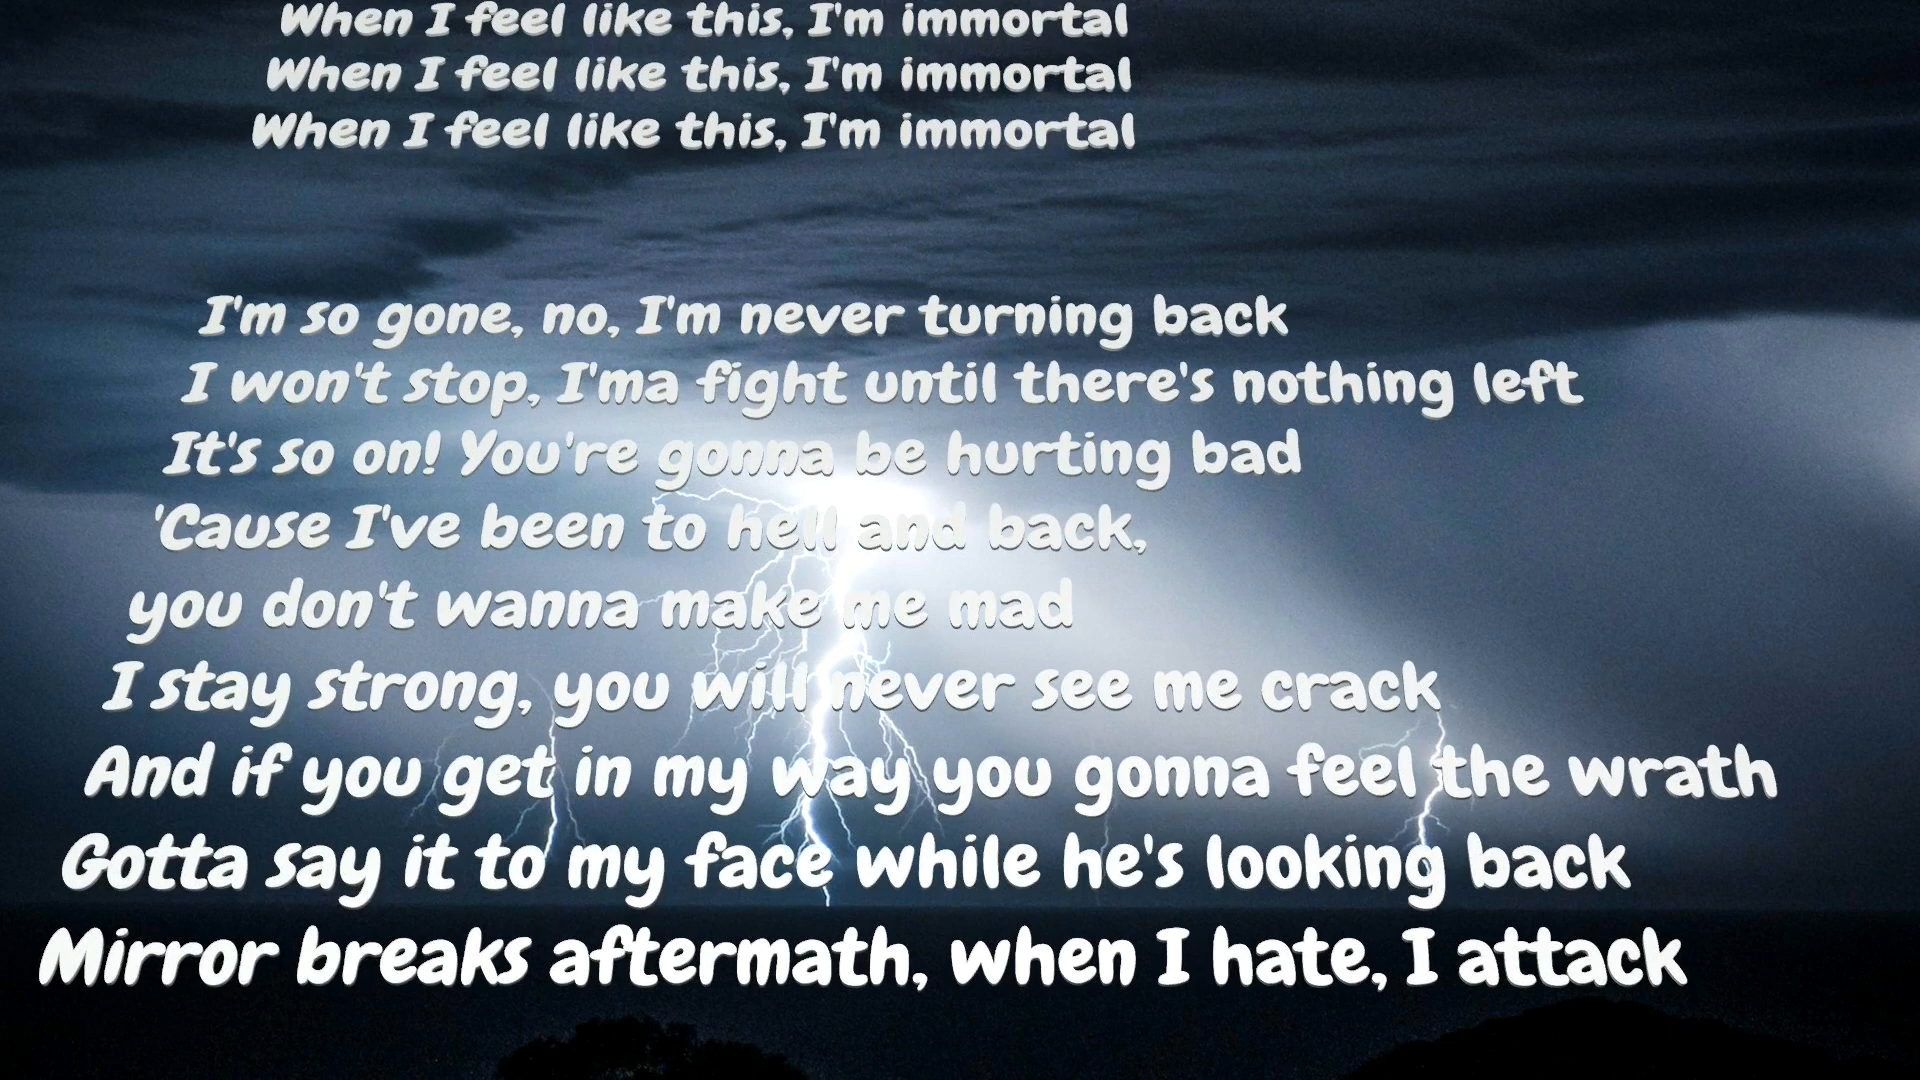 When I feel like this, I'm immortal
When I feel like this, I'm immortal
When I feel like this, I'm immortal
I'm so gone, no, I'm never turning back
I won't stop, I'ma fight until there's nothing left
It's so on! You're gonna be hurting bad
'Cause I've been to hell and back,
you don't wanna make me mad
I stay strong, you will never see me crack
And if you get in my way you gonna feel the wrath
Gotta say it to my face while he's looking back
Mirror breaks aftermath, when I hate, I attack